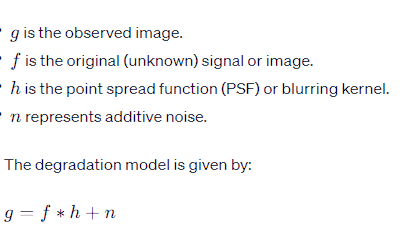 g is the observed image.
f is the original (unknown) signal or image.
h is the point spread function (PSF) or blurring kernel.
n represents additive noise.
The degradation model is given by:
g = f ∗ h + n